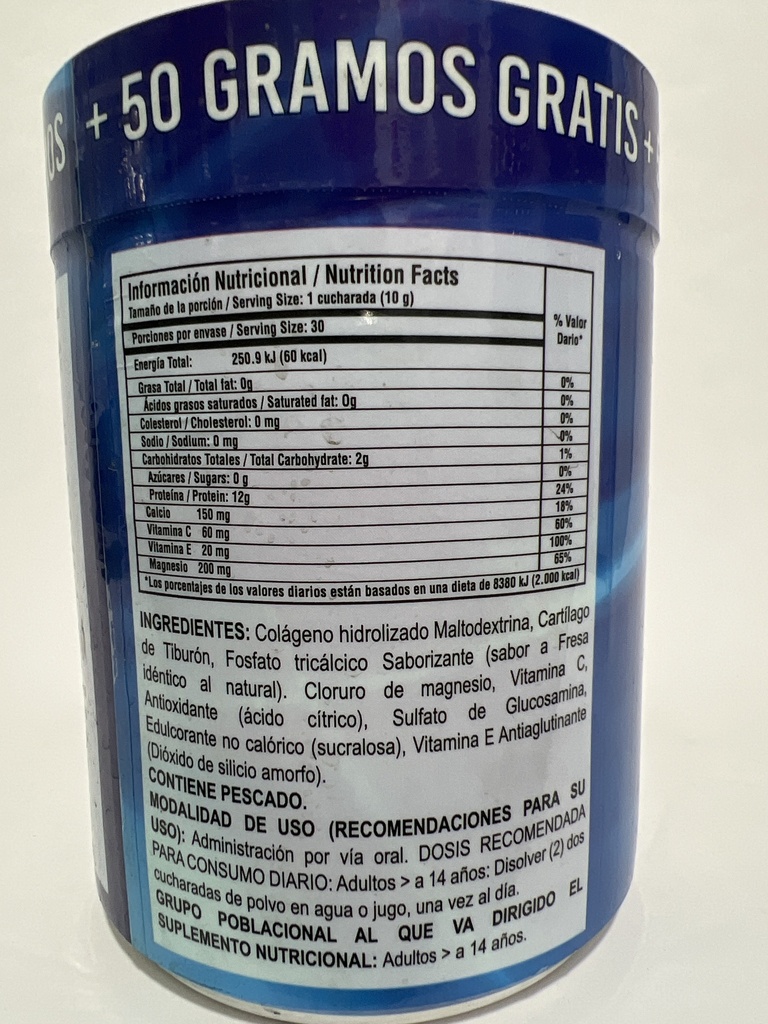 OS + 50 GRAMOS GRATIS +
Información Nutricional / Nutrition Facts
Tamaño de la porción / Serving Size: 1 cucharada (10 g)
Porciones por envase / Serving Size: 30
% Valor
Dario*
Energía Total: 250.9 kJ (60 kcal)
Grasa Total / Total fat: 0g 0%
Ácidos grasos saturados / Saturated fat: 0g 0%
Colesterol / Cholesterol: 0 mg 0%
Sodio / Sodium: 0 mg 0%
Carbohidratos Totales / Total Carbohydrate: 2g 1%
Azúcares / Sugars: 0 g 0%
Proteína / Protein: 12g 24%
Calcio 150 mg 18%
Vitamina C 60 mg 60%
Vitamina E 20 mg 100%
Magnesio 200 mg 65%
*Los porcentajes de los valores diarios están basados en una dieta de 8380 kJ (2.000 kcal)
INGREDIENTES: Colágeno hidrolizado Maltodextrina, Cartílago
de Tiburón, Fosfato tricálcico Saborizante (sabor a Fresa
idéntico al natural). Cloruro de magnesio, Vitamina C,
Antioxidante (ácido cítrico), Sulfato de Glucosamina,
Edulcorante no calórico (sucralosa), Vitamina E Antiaglutinante
(Dióxido de silicio amorfo).
CONTIENE PESCADO.
MODALIDAD DE USO (RECOMENDACIONES PARA SU
USO): Administración por vía oral. DOSIS RECOMENDADA
PARA CONSUMO DIARIO: Adultos > a 14 años: Disolver (2) dos
cucharadas de polvo en agua o jugo, una vez al día.
GRUPO POBLACIONAL AL QUE VA DIRIGIDO EL
SUPLEMENTO NUTRICIONAL: Adultos > a 14 años.